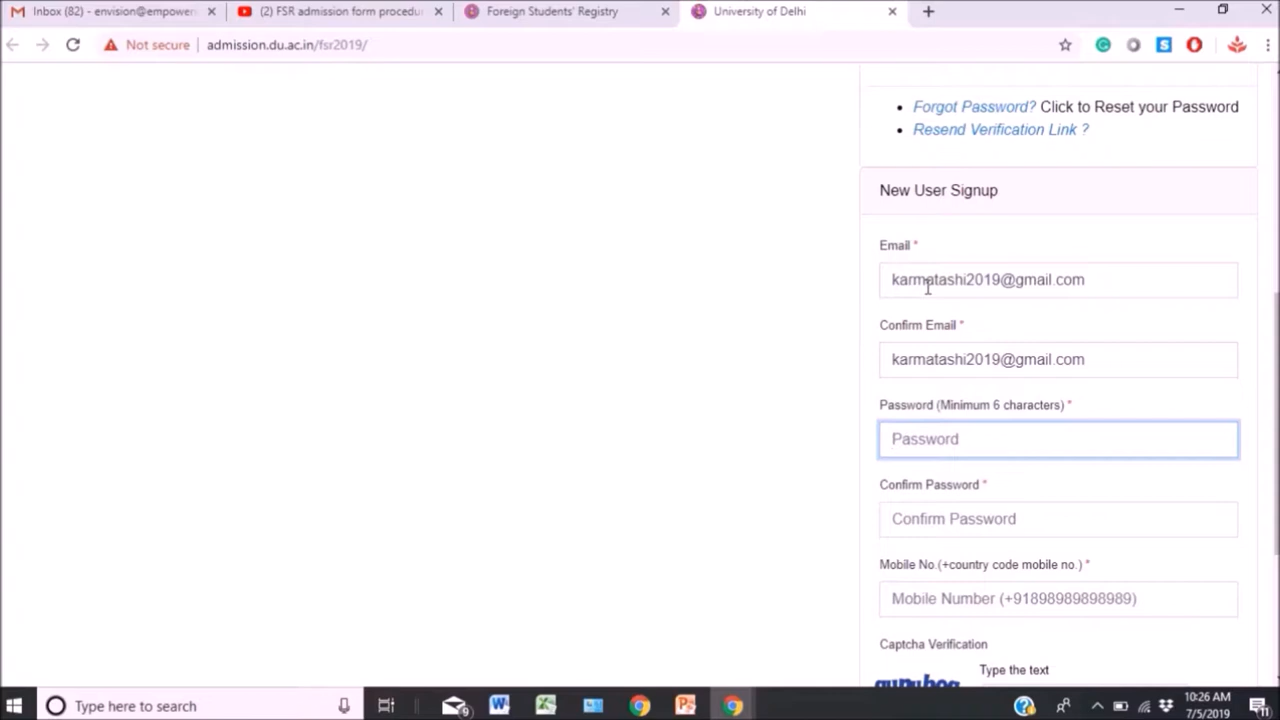 Inbox (82) - envision@empower
(2) FSR admission form procedu
Foreign Students' Registry
University of Delhi
Not secure
admission.du.ac.in/fsr2019/
Forgot Password? Click to Reset your Password
Resend Verification Link ?
New User Signup
Email *
karmatashi2019@gmail.com
Confirm Email *
karmatashi2019@gmail.com
Password (Minimum 6 characters) *
Password
Confirm Password *
Confirm Password
Mobile No.(+country code mobile no.) *
Mobile Number (+91898989898989)
Captcha Verification
Type the text
Type here to search
9
10:26 AM
7/5/2019
11